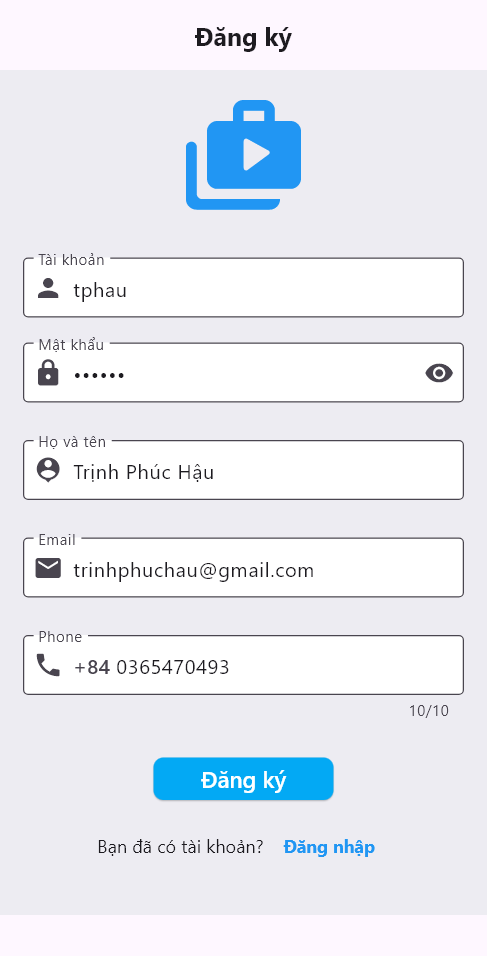 Đăng ký
Tài khoản
tphau
Mật khẩu
••••••
Họ và tên
Trịnh Phúc Hậu
Email
trinhphuchau@gmail.com
Phone
+84 0365470493
10/10
Đăng ký
Bạn đã có tài khoản? Đăng nhập